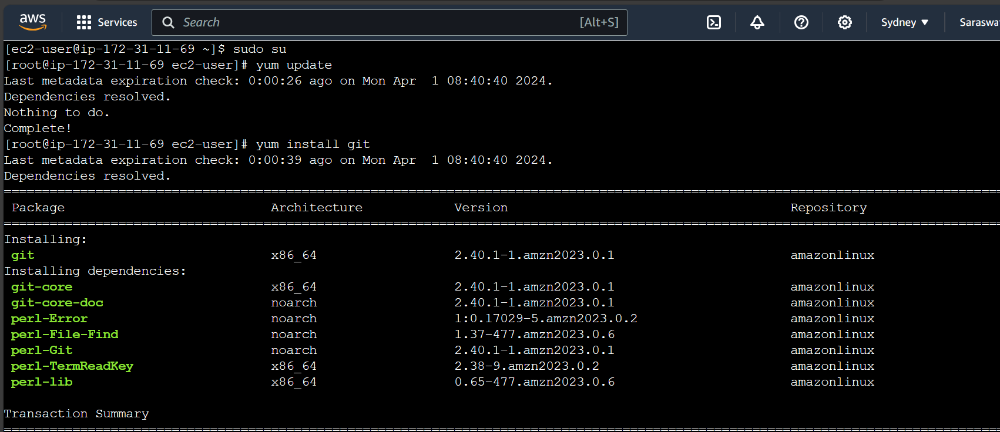 aws Services Search [Alt+S] Sydney ▼
[ec2-user@ip-172-31-11-69 ~]$ sudo su
[root@ip-172-31-11-69 ec2-user]# yum update
Last metadata expiration check: 0:00:26 ago on Mon Apr  1 08:40:40 2024.
Dependencies resolved.
Nothing to do.
Complete!
[root@ip-172-31-11-69 ec2-user]# yum install git
Last metadata expiration check: 0:00:39 ago on Mon Apr  1 08:40:40 2024.
Dependencies resolved.
Package Architecture Version Repository
Installing:
git x86_64 2.40.1-1.amzn2023.0.1 amazonlinux
Installing dependencies:
git-core x86_64 2.40.1-1.amzn2023.0.1 amazonlinux
git-core-doc noarch 2.40.1-1.amzn2023.0.1 amazonlinux
perl-Error noarch 1:0.17029-5.amzn2023.0.2 amazonlinux
perl-File-Find noarch 1.37-477.amzn2023.0.6 amazonlinux
perl-Git noarch 2.40.1-1.amzn2023.0.1 amazonlinux
perl-TermReadKey x86_64 2.38-9.amzn2023.0.2 amazonlinux
perl-lib x86_64 0.65-477.amzn2023.0.6 amazonlinux
Transaction Summary